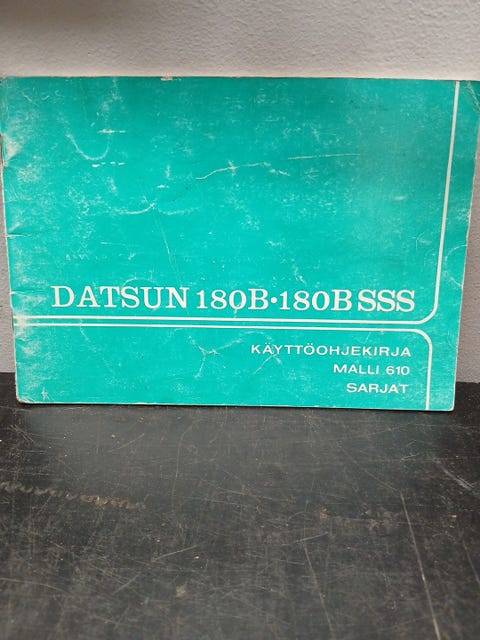 DATSUN 180B·180B SSS
KÄYTTÖOHJEKIRJA
MALLI 610
SARJAT